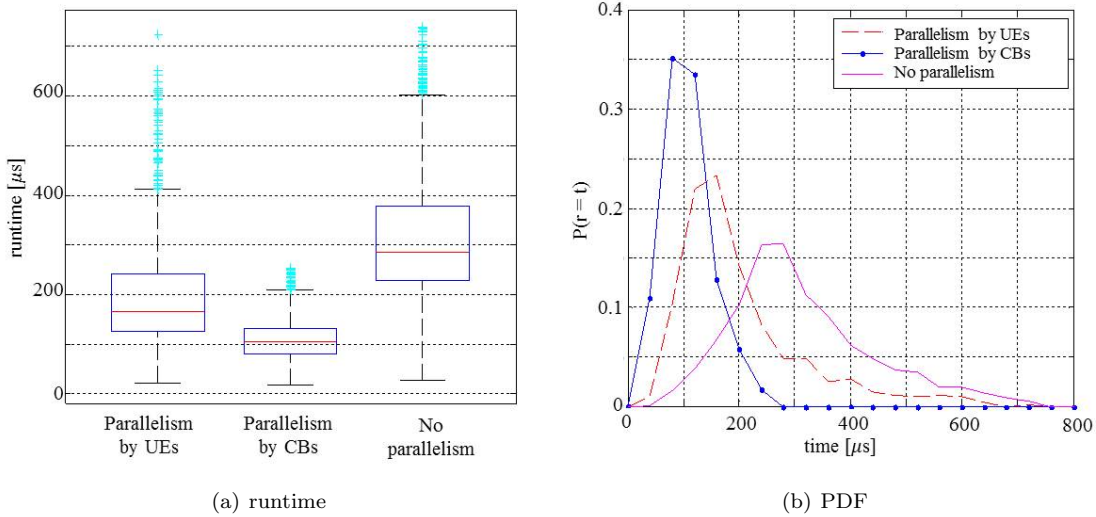 600
400
200
0
runtime [μs]
Parallelism
by UEs
Parallelism
by CBs
No
parallelism
(a) runtime
0.4
0.3
0.2
0.1
0
P(r = t)
Parallelism by UEs
Parallelism by CBs
No parallelism
0
200
400
600
800
time [μs]
(b) PDF